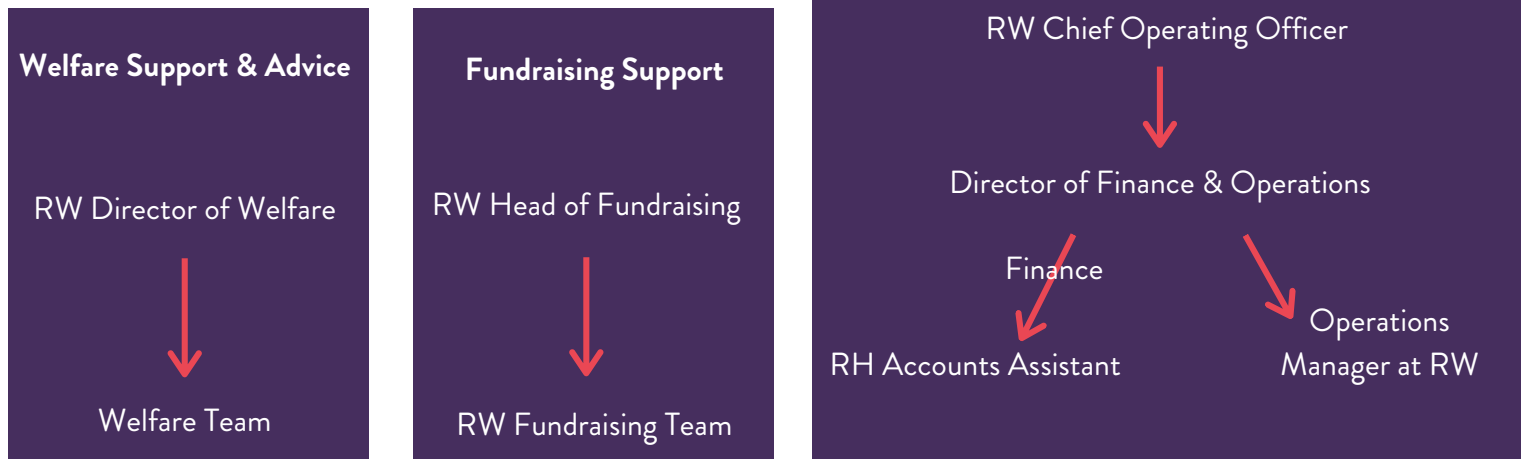 Welfare Support & Advice
RW Director of Welfare
Welfare Team
Fundraising Support
RW Head of Fundraising
RW Fundraising Team
RW Chief Operating Officer
Director of Finance & Operations
Finance
RH Accounts Assistant
Operations
Manager at RW